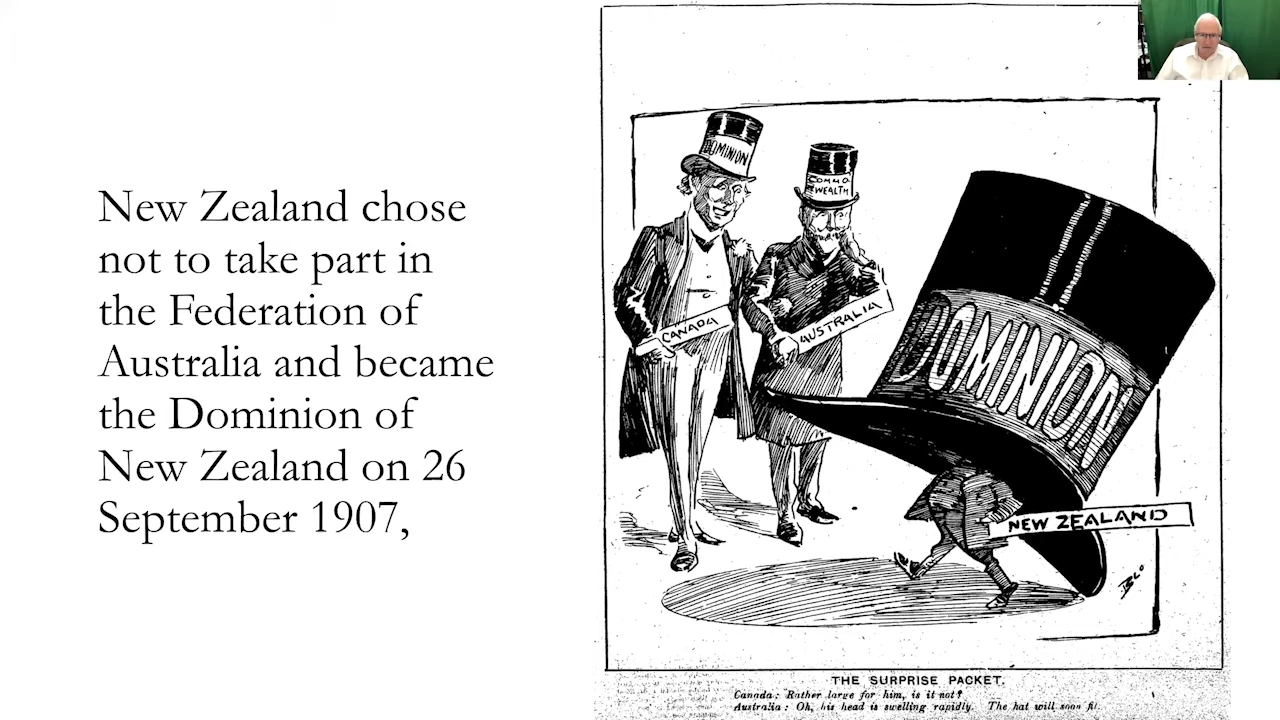 New Zealand chose
not to take part in
the Federation of
Australia and became
the Dominion of
New Zealand on 26
September 1907,
DOMINION
COMMO
WEALTH
CANADA
AUSTRALIA
DOMINION
NEW ZEALAND
BLO
THE SURPRISE PACKET.
Canada: Rather large for him, is it not?
Australia: Oh, his head is swelling rapidly. The hat will soon fit.